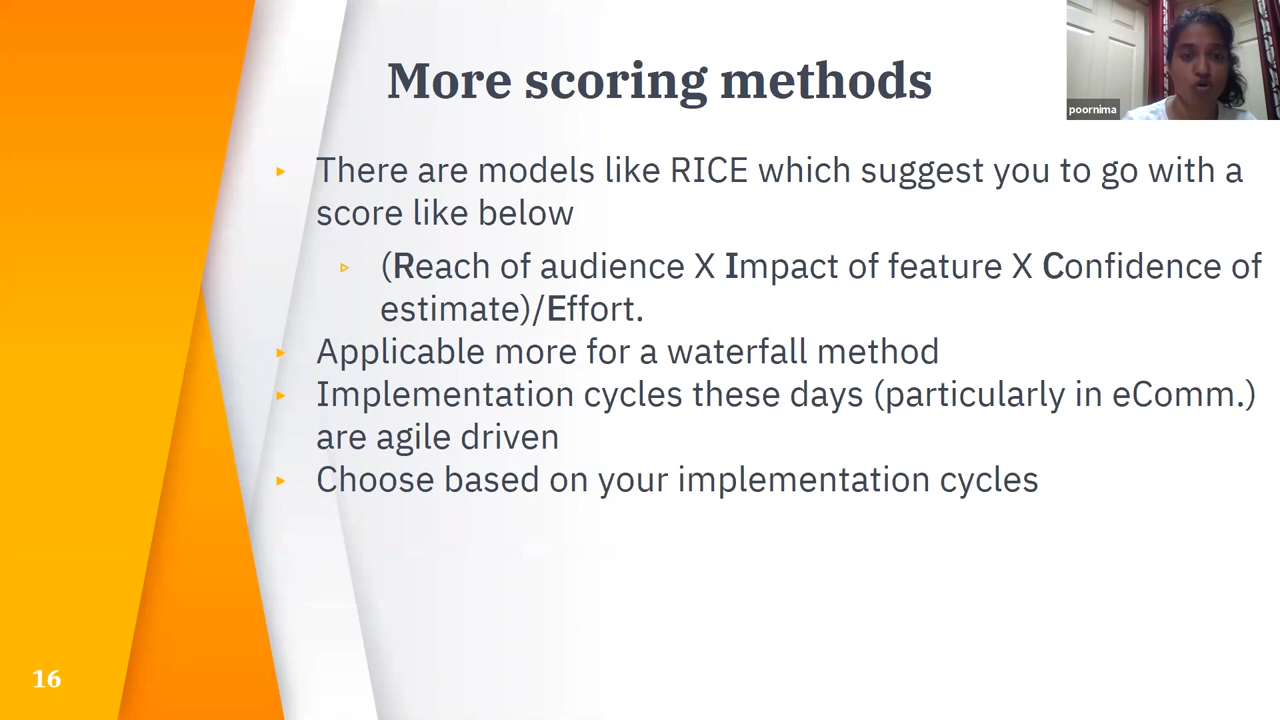 More scoring methods
poornima
There are models like RICE which suggest you to go with a
score like below
(Reach of audience X Impact of feature X Confidence of
estimate)/Effort.
Applicable more for a waterfall method
Implementation cycles these days (particularly in eComm.)
are agile driven
Choose based on your implementation cycles
16